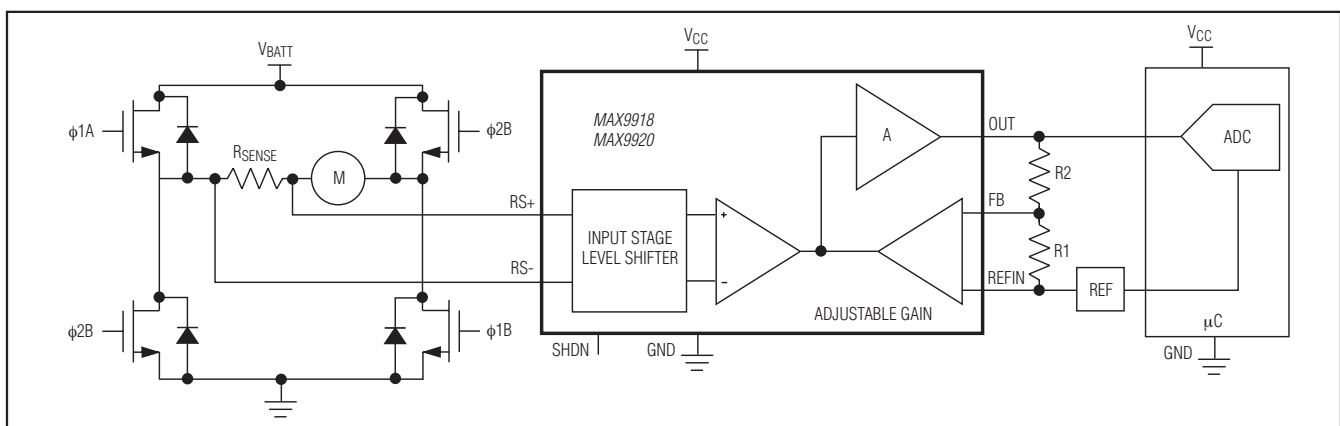 VBATT
ϕ1A
ϕ2B
RSENSE
M
ϕ2B
ϕ1B
VCC
MAX9918
MAX9920
RS+
RS-
INPUT STAGE
LEVEL SHIFTER
+
−
A
ADJUSTABLE GAIN
SHDN
GND
OUT
R2
FB
R1
REFIN
REF
VCC
ADC
μC
GND